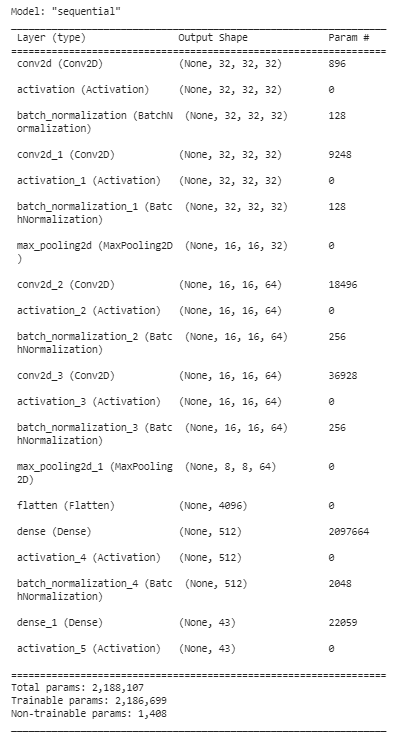 Model: "sequential"
Layer (type) Output Shape Param #
conv2d (Conv2D) (None, 32, 32, 32) 896
activation (Activation) (None, 32, 32, 32) 0
batch_normalization (BatchN (None, 32, 32, 32) 128
ormalization)
conv2d_1 (Conv2D) (None, 32, 32, 32) 9248
activation_1 (Activation) (None, 32, 32, 32) 0
batch_normalization_1 (Batc (None, 32, 32, 32) 128
hNormalization)
max_pooling2d (MaxPooling2D (None, 16, 16, 32) 0
)
conv2d_2 (Conv2D) (None, 16, 16, 64) 18496
activation_2 (Activation) (None, 16, 16, 64) 0
batch_normalization_2 (Batc (None, 16, 16, 64) 256
hNormalization)
conv2d_3 (Conv2D) (None, 16, 16, 64) 36928
activation_3 (Activation) (None, 16, 16, 64) 0
batch_normalization_3 (Batc (None, 16, 16, 64) 256
hNormalization)
max_pooling2d_1 (MaxPooling (None, 8, 8, 64) 0
2D)
flatten (Flatten) (None, 4096) 0
dense (Dense) (None, 512) 2097664
activation_4 (Activation) (None, 512) 0
batch_normalization_4 (Batc (None, 512) 2048
hNormalization)
dense_1 (Dense) (None, 43) 22059
activation_5 (Activation) (None, 43) 0
Total params: 2,188,107
Trainable params: 2,186,699
Non-trainable params: 1,408